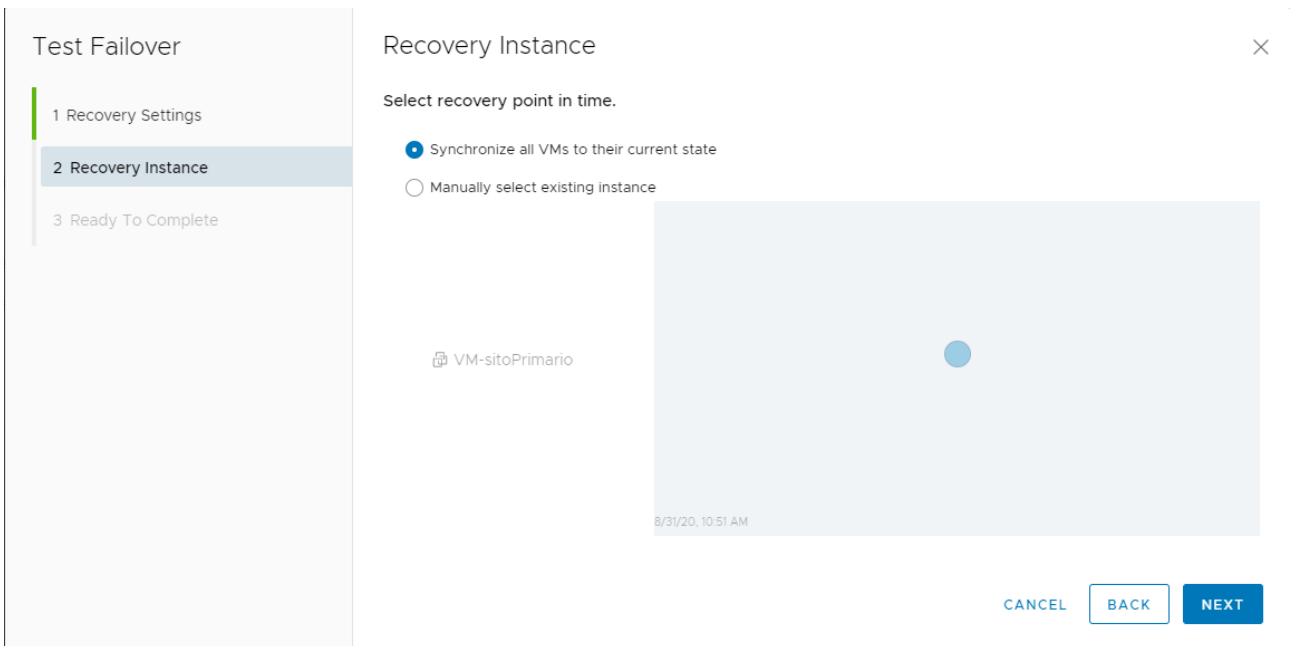 Test Failover
1 Recovery Settings
2 Recovery Instance
3 Ready To Complete
Recovery Instance
Select recovery point in time.
Synchronize all VMs to their current state
Manually select existing instance
VM-sitoPrimario
8/31/20, 10:51 AM
CANCEL
BACK
NEXT